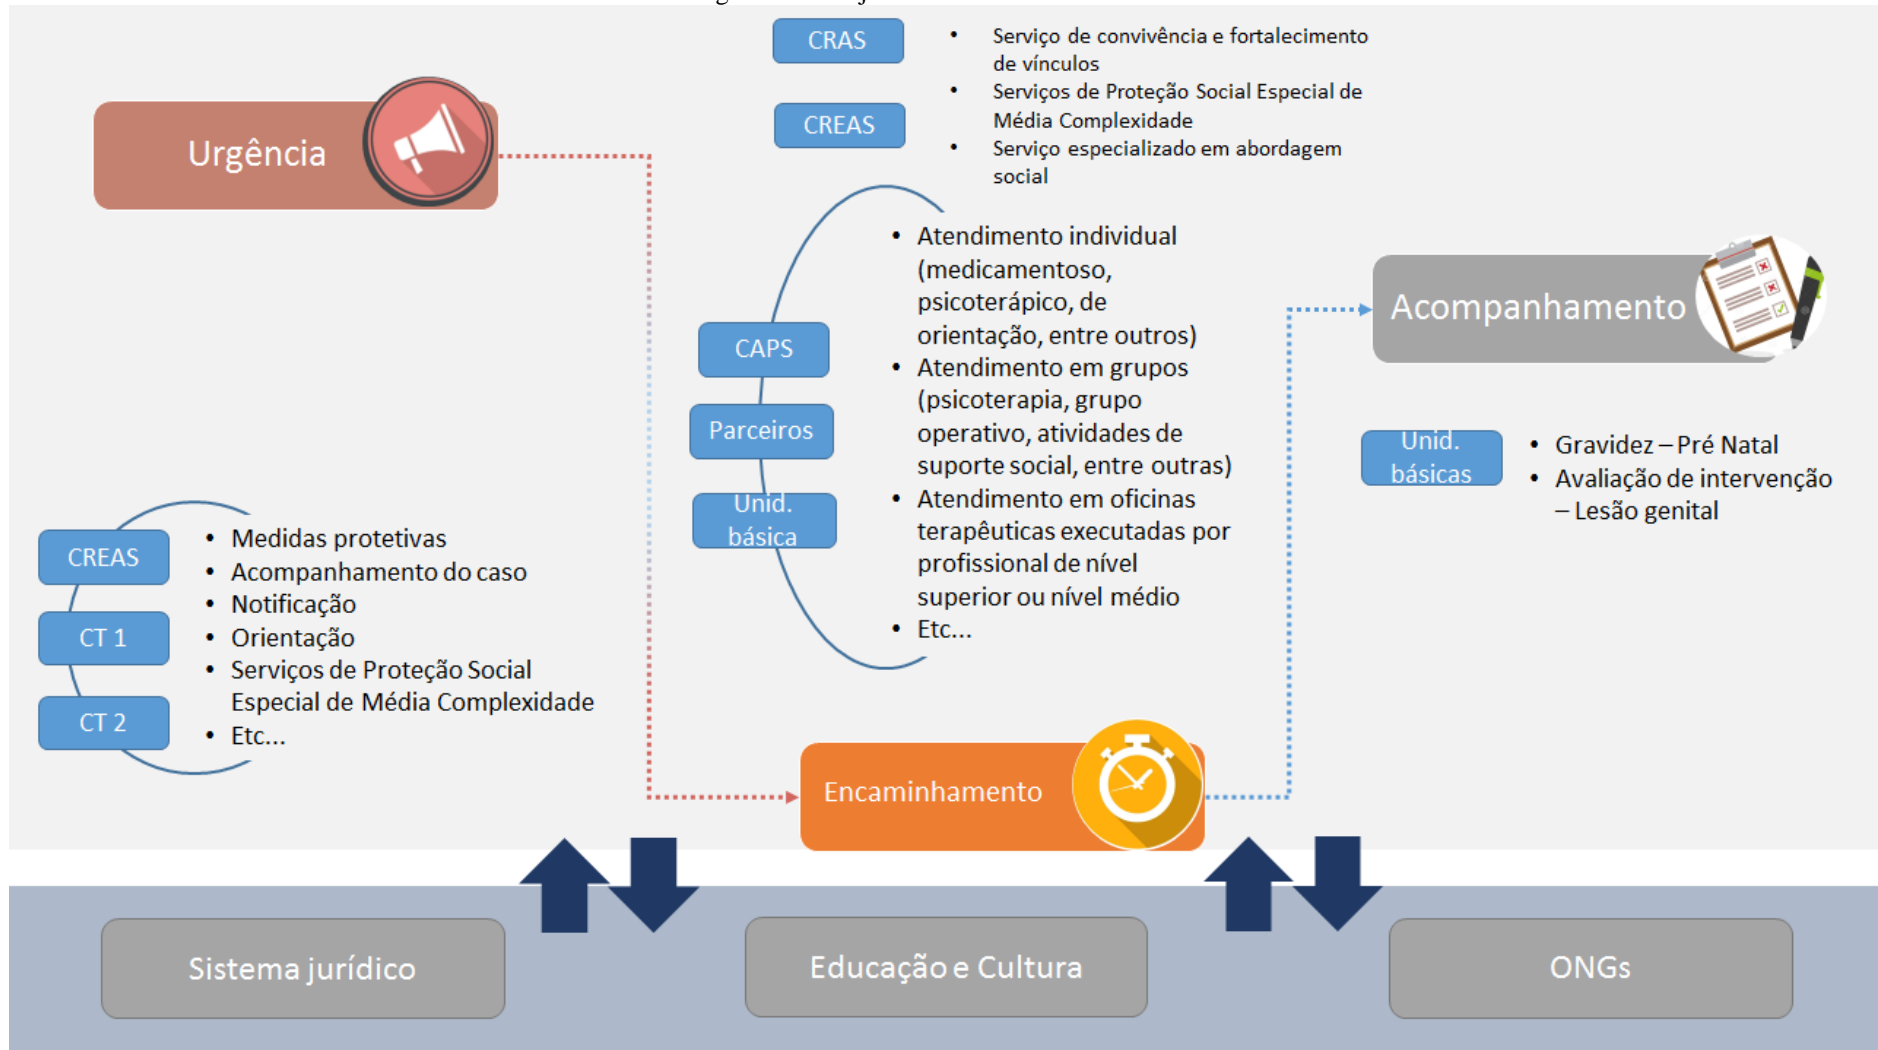 CRAS
• Serviço de convivência e fortalecimento
de vínculos
• Serviços de Proteção Social Especial de
Média Complexidade
CREAS
• Serviço especializado em abordagem
social
Urgência
• Atendimento individual
(medicamentoso,
psicoterápico, de
orientação, entre outros)
• Atendimento em grupos
(psicoterapia, grupo
operativo, atividades de
suporte social, entre outras)
• Atendimento em oficinas
terapêuticas executadas por
profissional de nível
superior ou nível médio
• Etc...
CAPS
Parceiros
Unid.
básica
Acompanhamento
Unid.
básicas
• Gravidez – Pré Natal
• Avaliação de intervenção
– Lesão genital
CREAS
CT 1
CT 2
• Medidas protetivas
• Acompanhamento do caso
• Notificação
• Orientação
• Serviços de Proteção Social
Especial de Média Complexidade
• Etc...
Encaminhamento
Sistema jurídico
Educação e Cultura
ONGs